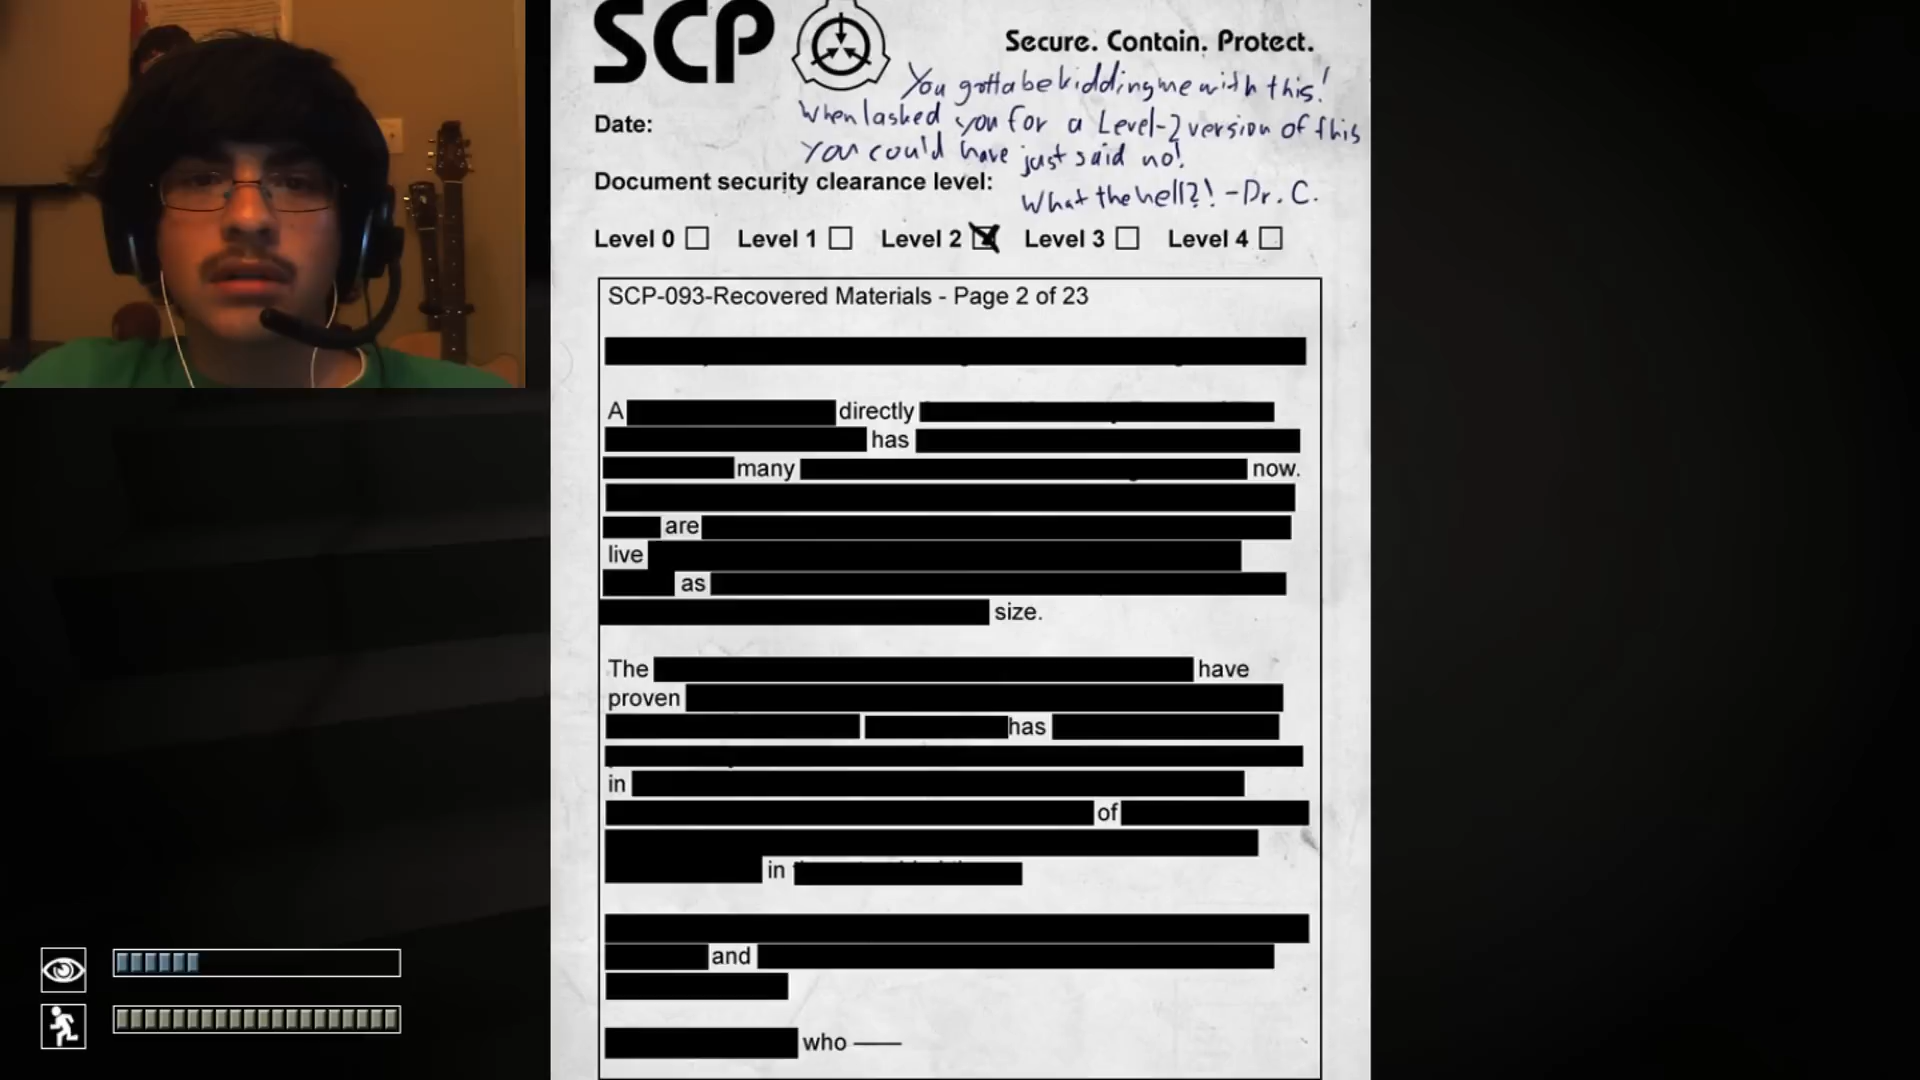 SCP
Secure. Contain. Protect.
You gotta be kidding me with this!
When I asked you for a Level-2 version of this
you could have just said no!
What the hell?! -Dr. C.
Date:
Document security clearance level:
Level 0 Level 1 Level 2 Level 3 Level 4
SCP-093-Recovered Materials - Page 2 of 23
A directly
has
many now.
are
live
as
size.
The have
proven
has
in
of
in
and
who